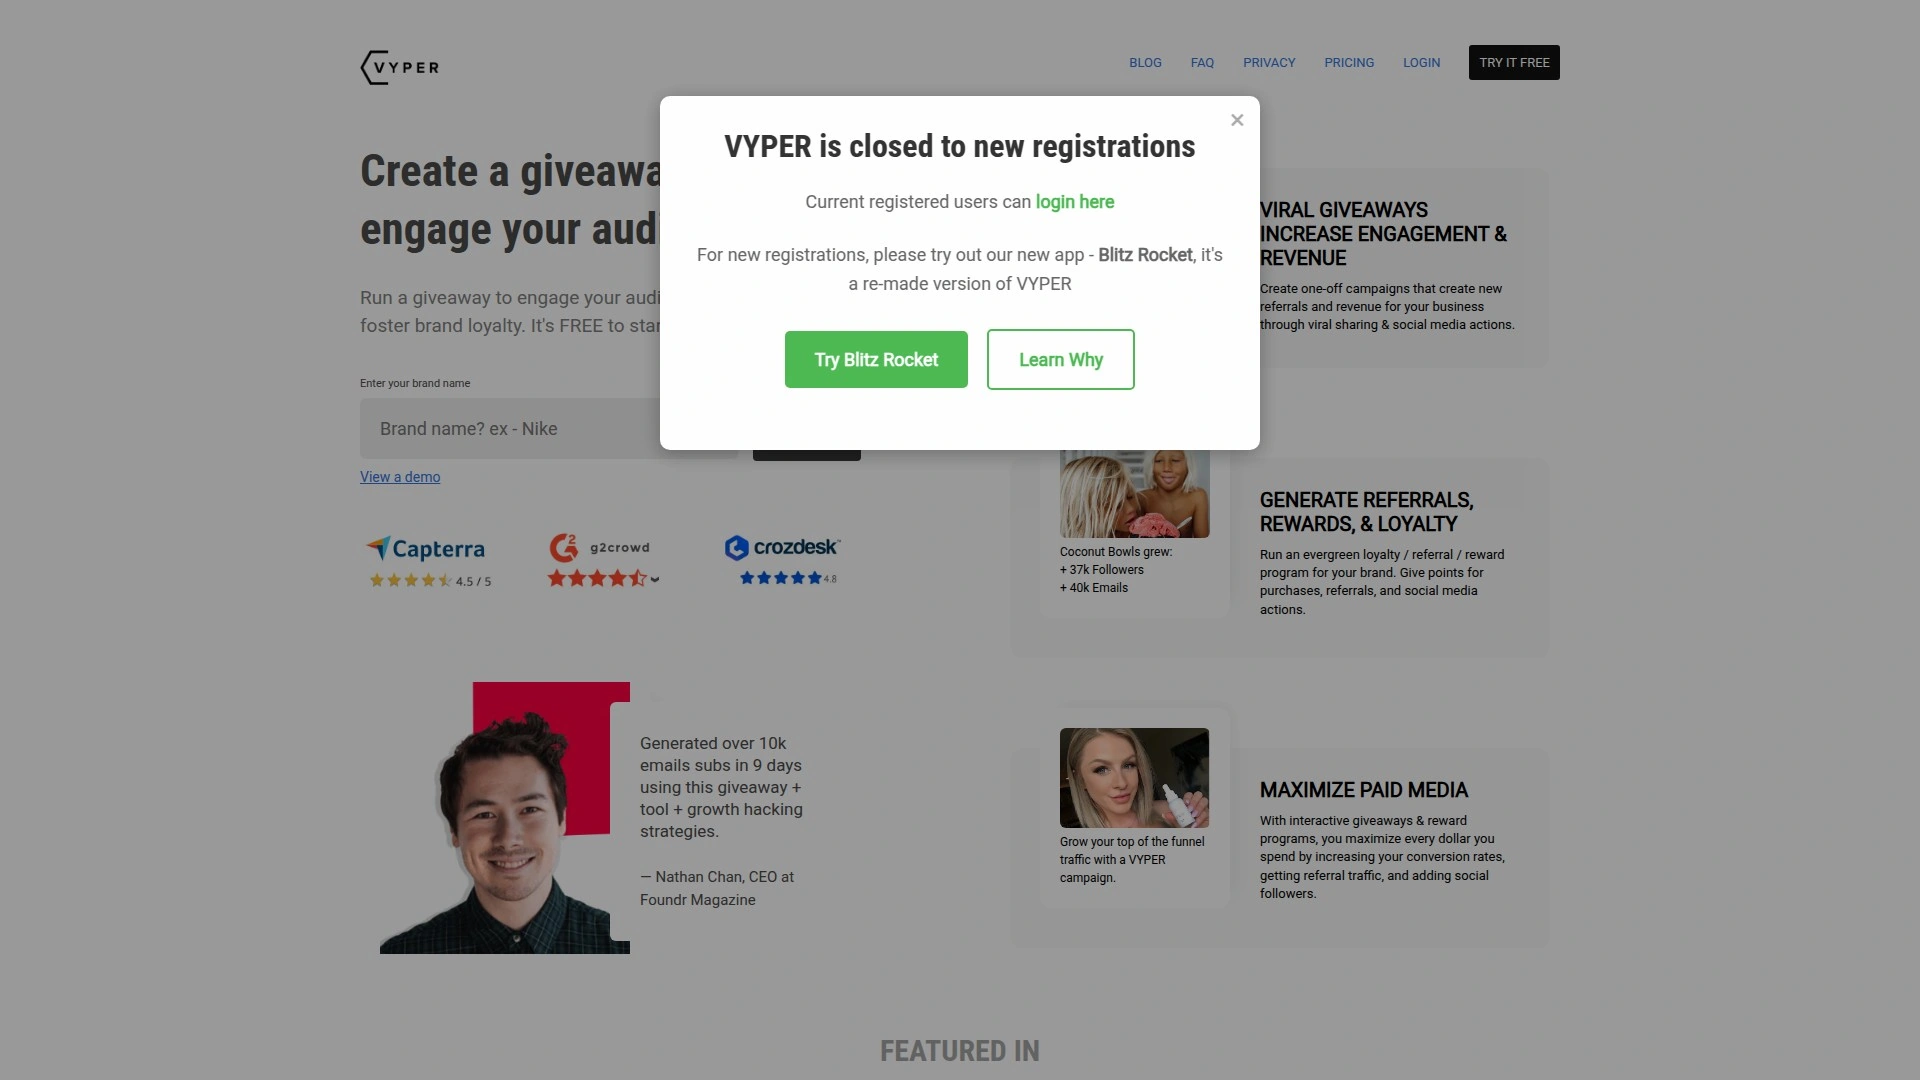 VYPER
BLOG
FAQ
PRIVACY
PRICING
LOGIN
TRY IT FREE
VYPER is closed to new registrations
Current registered users can login here
For new registrations, please try out our new app - Blitz Rocket, it's
a re-made version of VYPER
Try Blitz Rocket
Learn Why
Create a
engage your
Run a giveaway to engage your
foster brand loyalty. It's FREE to
Enter your brand name
Brand name? ex - Nike
View a demo
Capterra
4.5 / 5
G2
g2crowd
crozdesk
4.8
Generated over 10k
emails subs in 9 days
using this giveaway +
tool + growth hacking
strategies.
— Nathan Chan, CEO at
Foundr Magazine
VIRAL GIVEAWAYS
INCREASE ENGAGEMENT &
REVENUE
Create one-off campaigns that create new
referrals and revenue for your business
through viral sharing & social media actions.
Coconut Bowls grew:
+ 37k Followers
+ 40k Emails
GENERATE REFERRALS,
REWARDS, & LOYALTY
Run an evergreen loyalty / referral / reward
program for your brand. Give points for
purchases, referrals, and social media
actions.
Grow your top of the funnel
traffic with a VYPER
campaign.
MAXIMIZE PAID MEDIA
With interactive giveaways & reward
programs, you maximize every dollar you
spend by increasing your conversion rates,
getting referral traffic, and adding social
followers.
FEATURED IN